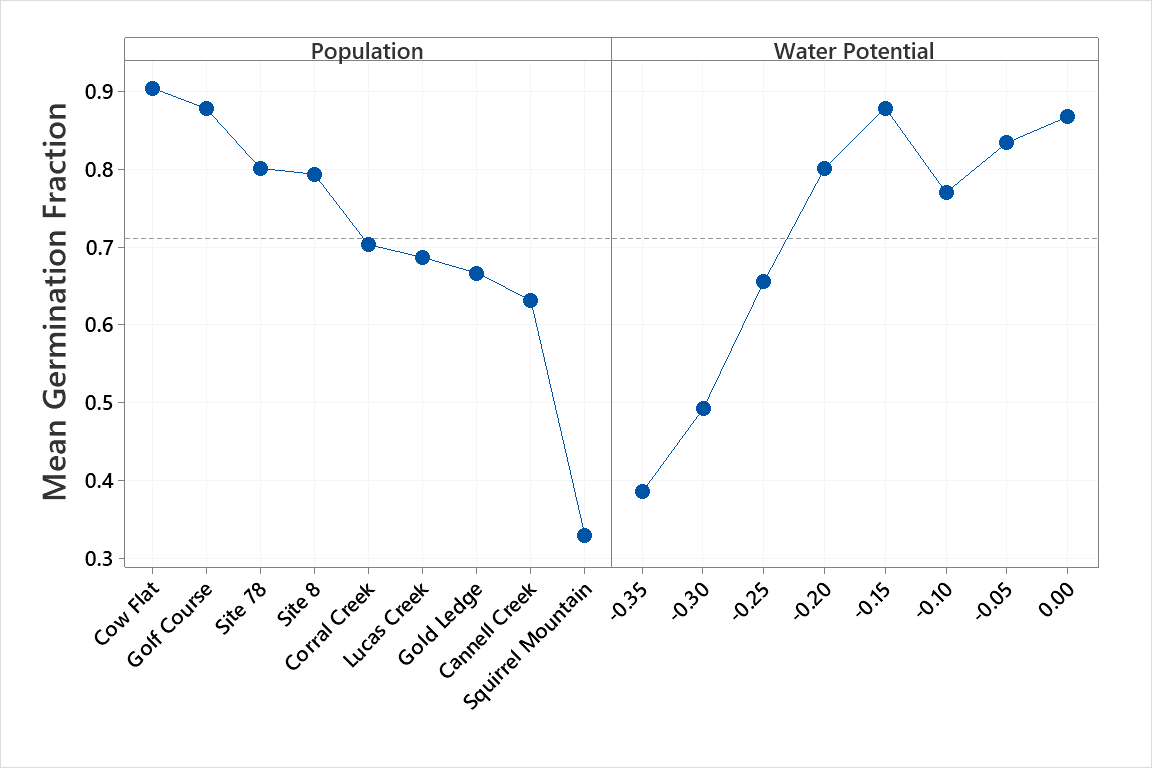 Population
Water Potential
Mean Germination Fraction
0.9
0.8
0.7
0.6
0.5
0.4
0.3
Cow Flat
Golf Course
Site 78
Site 8
Corral Creek
Lucas Creek
Gold Ledge
Cannell Creek
Squirrel Mountain
-0.35
-0.30
-0.25
-0.20
-0.15
-0.10
-0.05
0.00